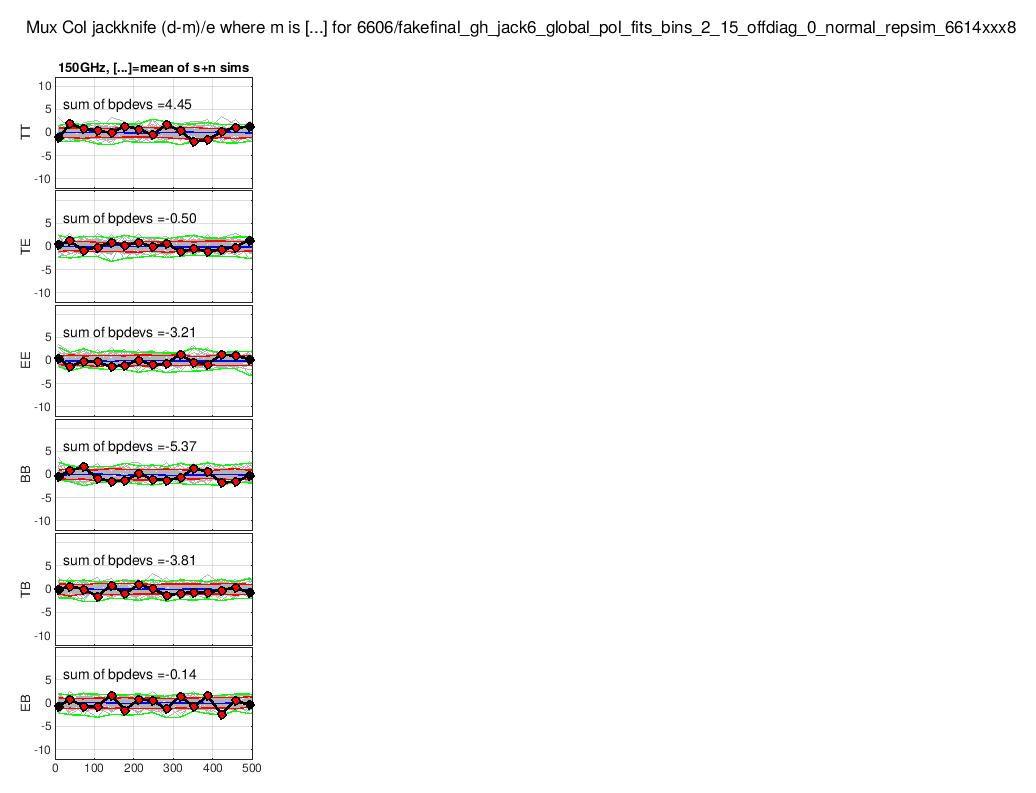 Mux Col jackknife (d-m)/e where m is [...] for 6606/fakefinal_gh_jack6_global_pol_fits_bins_2_15_offdiag_0_normal_repsim_6614xxx8
150GHz, [...]=mean of s+n sims
10
5
0
-5
-10
TT
sum of bpdevs =4.45
5
0
-5
-10
TE
sum of bpdevs =-0.50
5
0
-5
-10
EE
sum of bpdevs =-3.21
5
0
-5
-10
BB
sum of bpdevs =-5.37
5
0
-5
-10
TB
sum of bpdevs =-3.81
5
0
-5
-10
EB
sum of bpdevs =-0.14
0 100 200 300 400 500